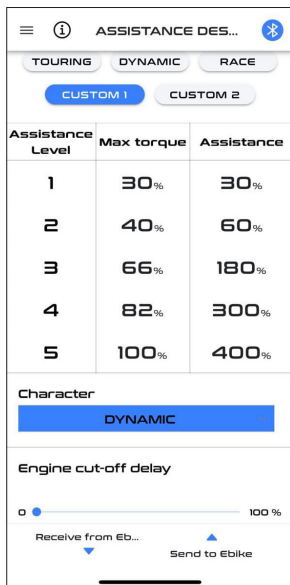 ASSISTANCE DES...
TOURING DYNAMIC RACE
CUSTOM 1 CUSTOM 2
Assistance Level Max torque Assistance
1 30% 30%
2 40% 60%
3 66% 180%
4 82% 300%
5 100% 400%
Character
DYNAMIC
Engine cut-off delay
0 100 %
Receive from Eb...
Send to Ebike